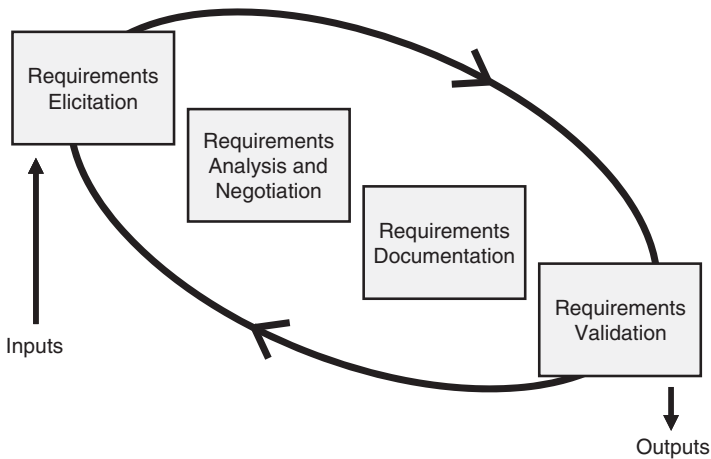 Requirements
Elicitation
Requirements
Analysis and
Negotiation
Requirements
Documentation
Requirements
Validation
Inputs
Outputs